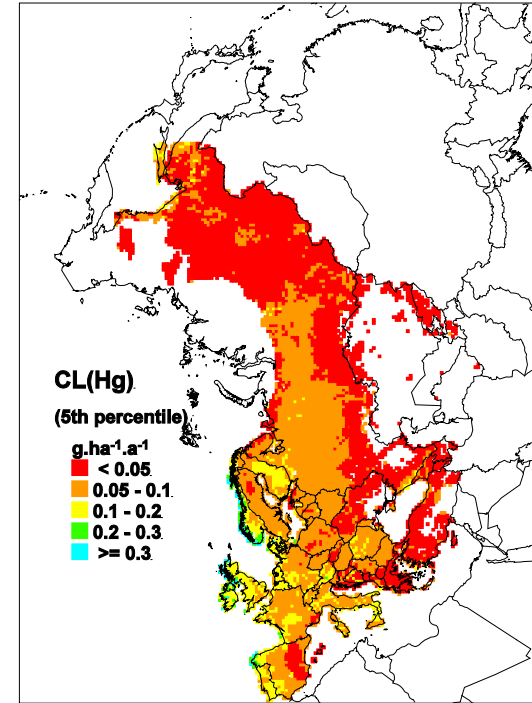 CL(Hg)
(5th percentile)
g.ha⁻¹.a⁻¹
< 0.05
0.05 - 0.1
0.1 - 0.2
0.2 - 0.3
>= 0.3